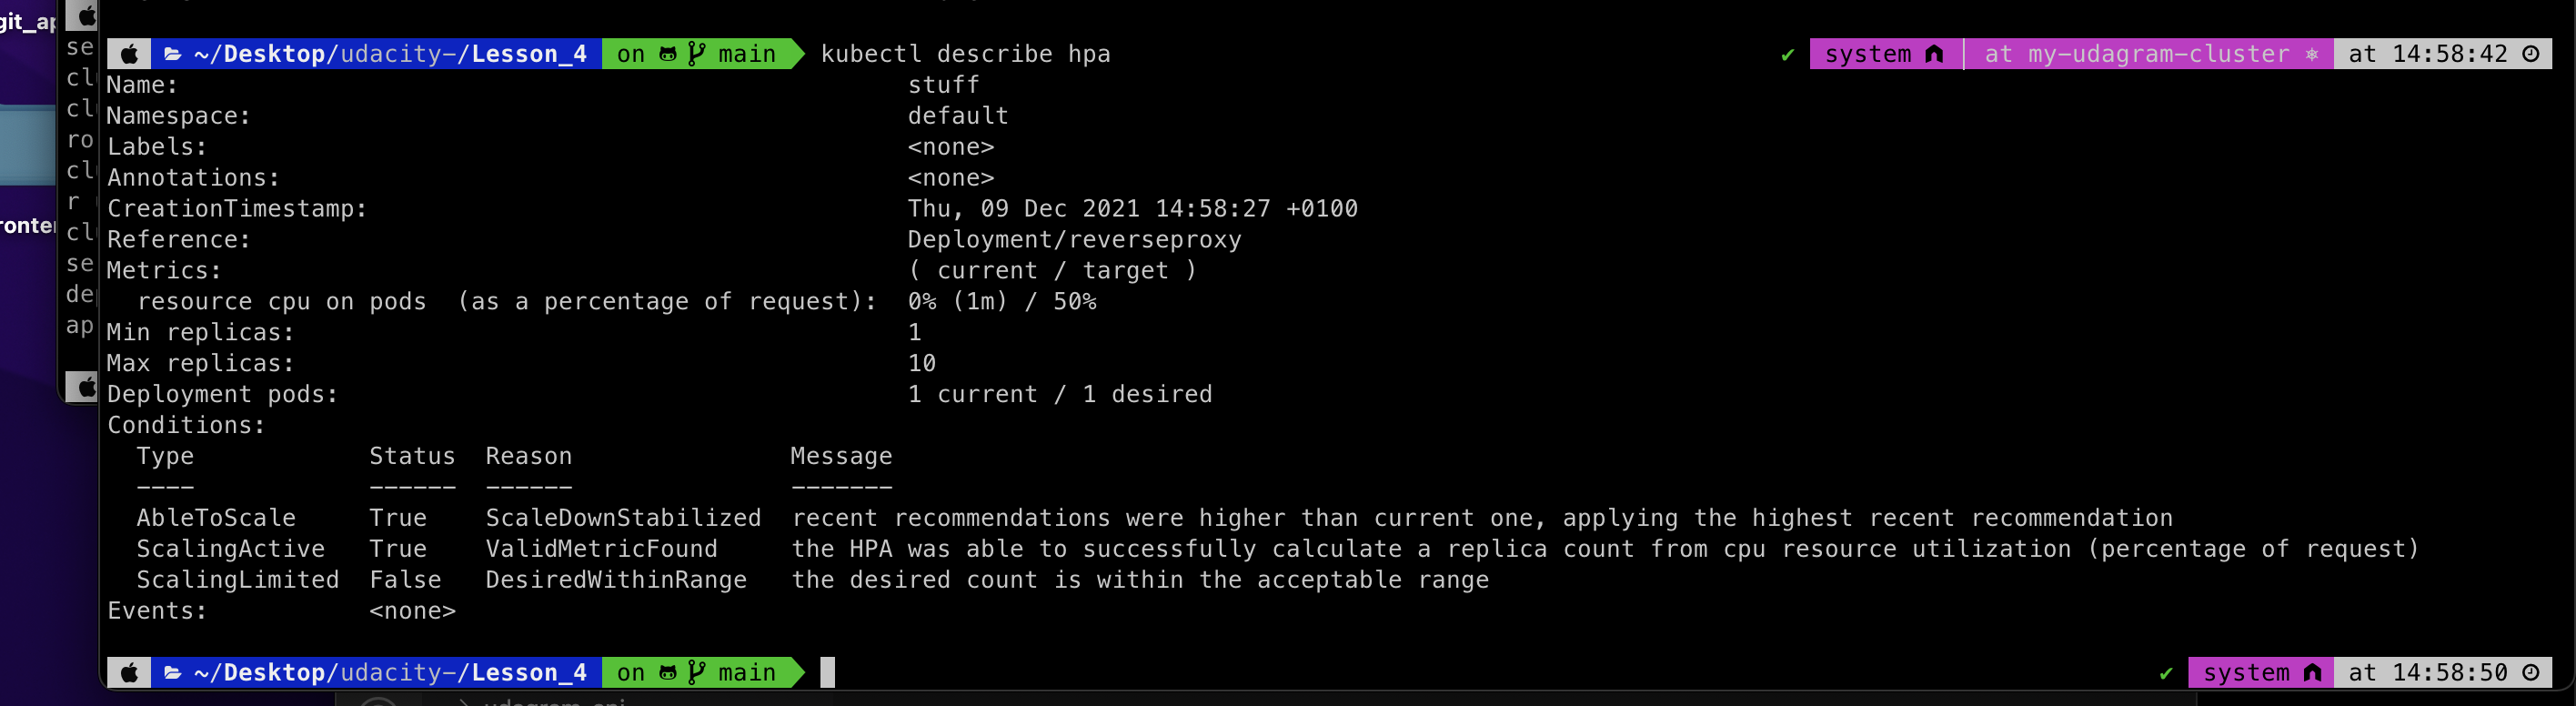 git_ap
se
cl
cl
ro
cl
r
cl
se
de
ap
ronte
~/Desktop/udacity-/Lesson_4 on main kubectl describe hpa ✔ system at my-udagram-cluster at 14:58:42
Name: stuff
Namespace: default
Labels: <none>
Annotations: <none>
CreationTimestamp: Thu, 09 Dec 2021 14:58:27 +0100
Reference: Deployment/reverseproxy
Metrics: ( current / target )
resource cpu on pods (as a percentage of request): 0% (1m) / 50%
Min replicas: 1
Max replicas: 10
Deployment pods: 1 current / 1 desired
Conditions:
Type Status Reason Message
---- ------ ------ -------
AbleToScale True ScaleDownStabilized recent recommendations were higher than current one, applying the highest recent recommendation
ScalingActive True ValidMetricFound the HPA was able to successfully calculate a replica count from cpu resource utilization (percentage of request)
ScalingLimited False DesiredWithinRange the desired count is within the acceptable range
Events: <none>
~/Desktop/udacity-/Lesson_4 on main ✔ system at 14:58:50